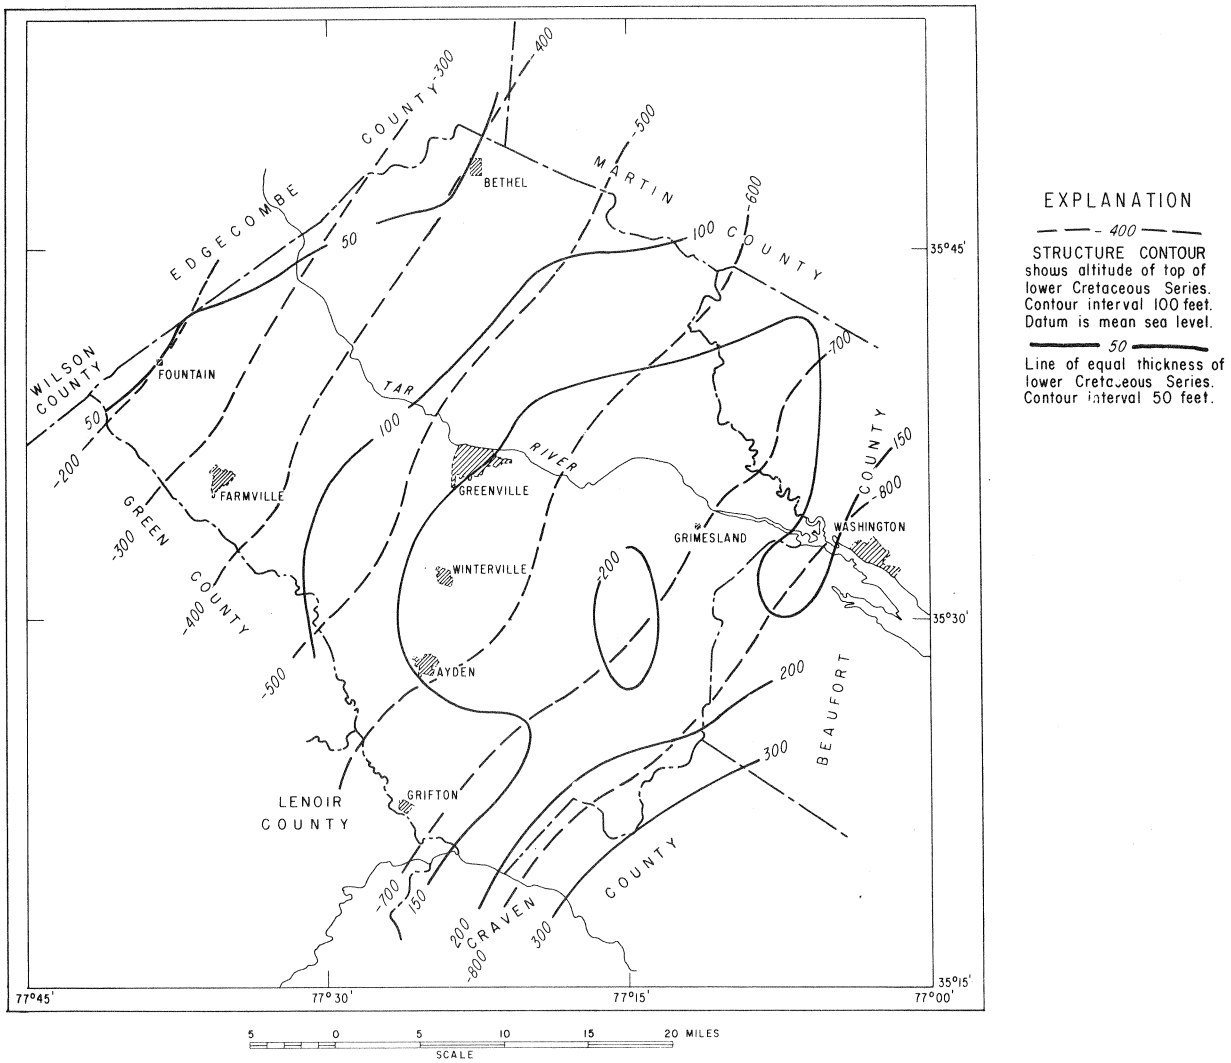 -400
-300
-500
COUNTY
MARTIN
BETHEL
-600
EDGECOMBE
50
100
COUNTY
35°45'
-700
WILSON
COUNTY
FOUNTAIN
TAR
50
100
RIVER
COUNTY
150
-200
FARMVILLE
GREENVILLE
-800
GREEN
WASHINGTON
GRIMESLAND
-300
WINTERVILLE
-200
COUNTY
-400
35°30'
AYDEN
-500
200
BEAUFORT
300
GRIFTON
LENOIR
COUNTY
COUNTY
-700
150
200
CRAVEN
300
-800
35°15'
77°45'
77°30'
77°15'
77°00'
EXPLANATION
-400
STRUCTURE CONTOUR
shows altitude of top of
lower Cretaceous Series.
Contour interval 100 feet.
Datum is mean sea level.
50
Line of equal thickness of
lower Cretaceous Series.
Contour interval 50 feet.
5 0 5 10 15 20 MILES
SCALE